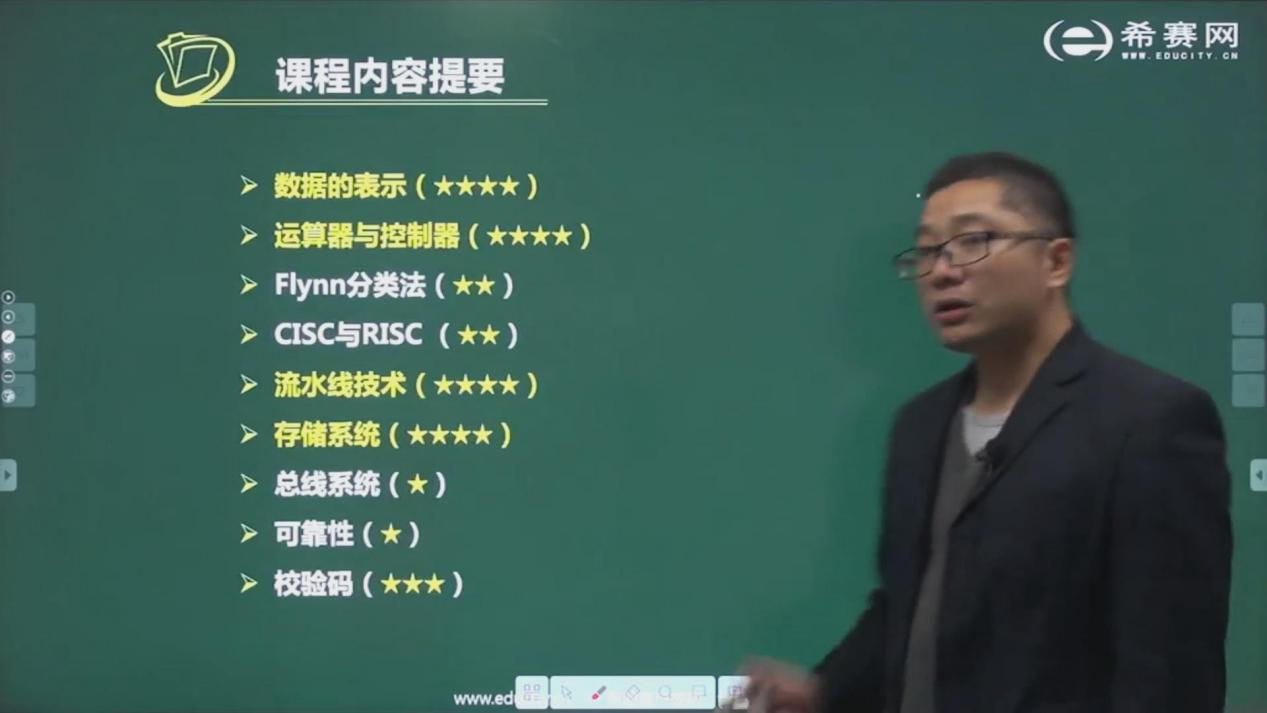 希赛网
WWW.EDUCITY.CN
课程内容提要
数据的表示（★★★★）
运算器与控制器（★★★★）
Flynn分类法（★★）
CISC与RISC （★★）
流水线技术（★★★★）
存储系统（★★★★）
总线系统（★）
可靠性（★）
校验码（★★★）